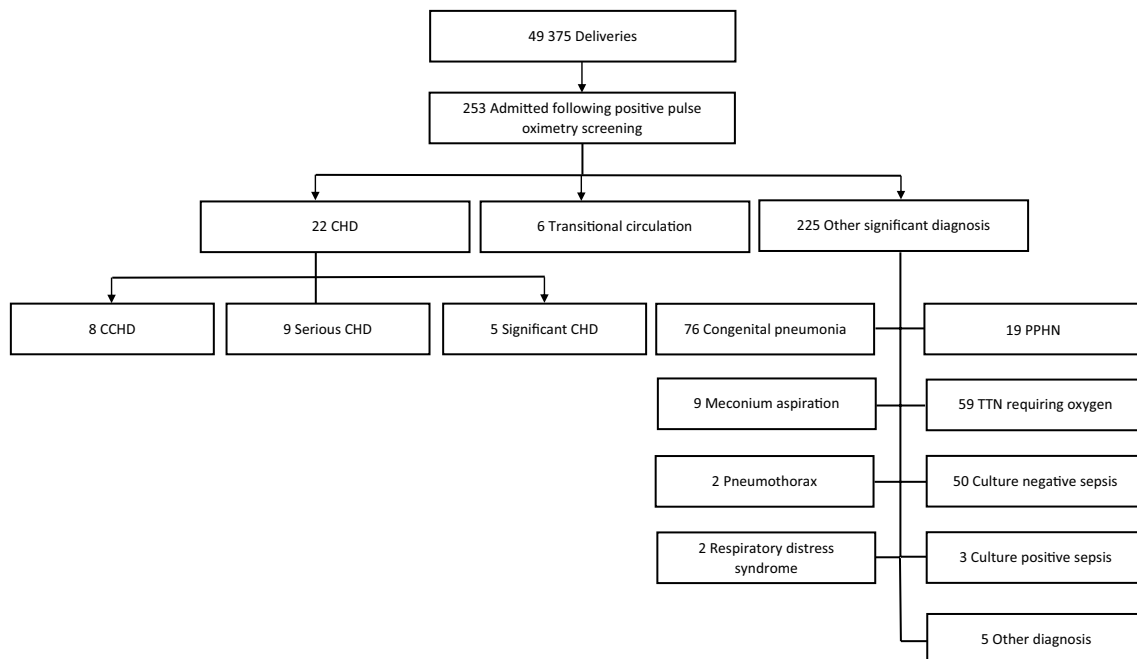 49 375 Deliveries
253 Admitted following positive pulse
oximetry screening
22 CHD
6 Transitional circulation
225 Other significant diagnosis
8 CCHD
9 Serious CHD
5 Significant CHD
76 Congenital pneumonia
19 PPHN
9 Meconium aspiration
59 TTN requiring oxygen
2 Pneumothorax
50 Culture negative sepsis
2 Respiratory distress
syndrome
3 Culture positive sepsis
5 Other diagnosis